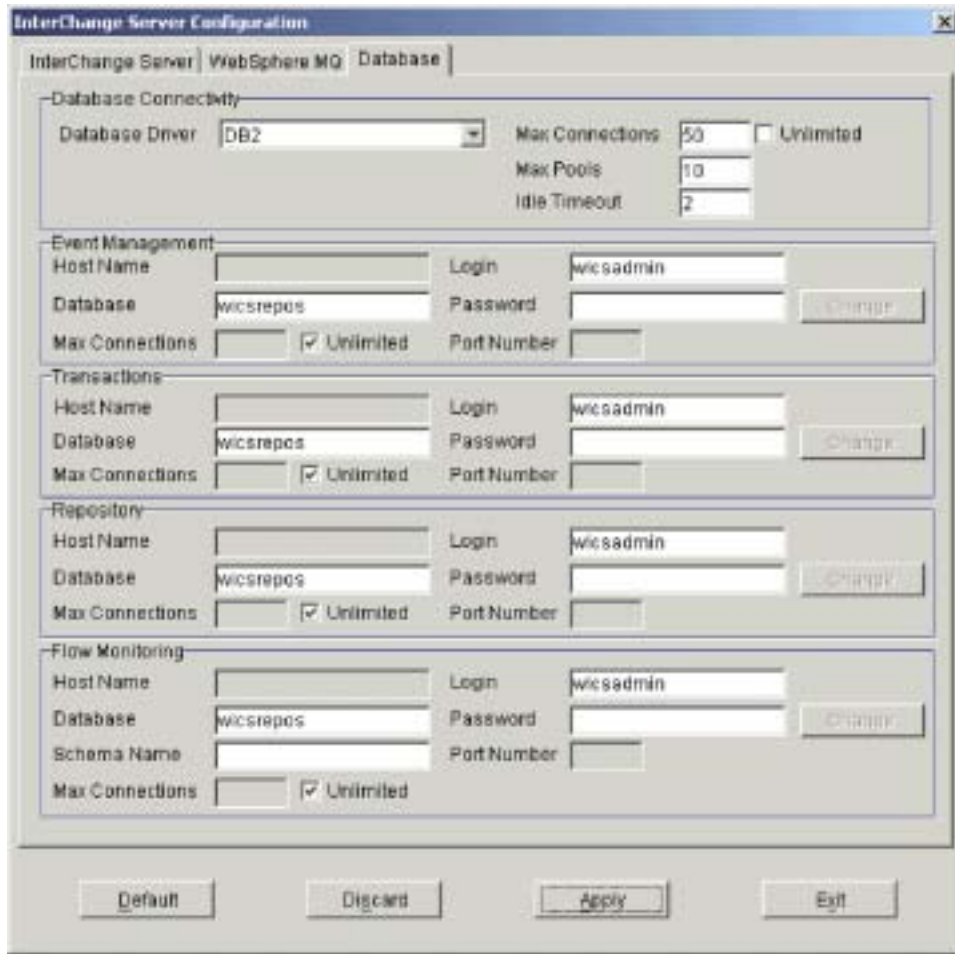 InterChange Server Configuration
InterChange Server WebSphere MQ Database
Database Connectivity
Database Driver DB2 Max Connections 50 Unlimited
Max Pools 10
Idle Timeout 2
Event Management
Host Name Login wicsadmin
Database wicsrepos Password Change
Max Connections Unlimited Port Number
Transactions
Host Name Login wicsadmin
Database wicsrepos Password Change
Max Connections Unlimited Port Number
Repository
Host Name Login wicsadmin
Database wicsrepos Password Change
Max Connections Unlimited Port Number
Flow Monitoring
Host Name Login wicsadmin
Database wicsrepos Password Change
Schema Name Port Number
Max Connections Unlimited
Default Discard Apply Exit